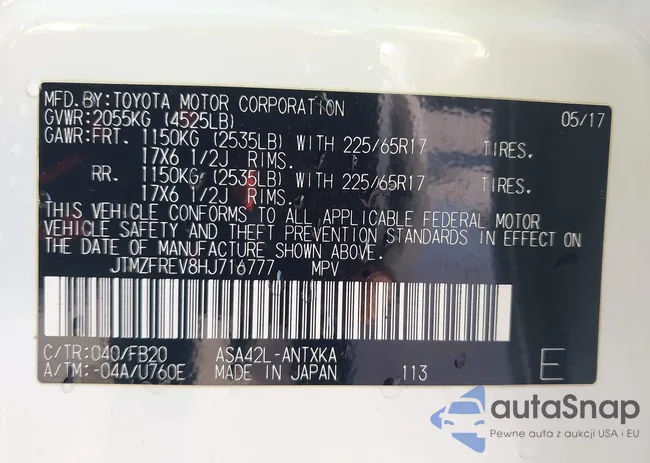 MFD.BY:TOYOTA MOTOR CORPORATION 05/17
GVWR:2055KG (4525LB)
GAWR:FRT. 1150KG (2535LB) WITH 225/65R17 TIRES.
17X6 1/2J RIMS.
RR. 1150KG (2535LB) WITH 225/65R17 TIRES.
17X6 1/2J RIMS.
THIS VEHICLE CONFORMS TO ALL APPLICABLE FEDERAL MOTOR
VEHICLE SAFETY AND THEFT PREVENTION STANDARDS IN EFFECT ON
THE DATE OF MANUFACTURE SHOWN ABOVE.
JTMZFREV8HJ716777 MPV
C/TR:040/FB20 ASA42L-ANTXKA
A/TM:-04A/U760E MADE IN JAPAN 113 E
autaSnap
Pewne auta z aukcji USA i EU